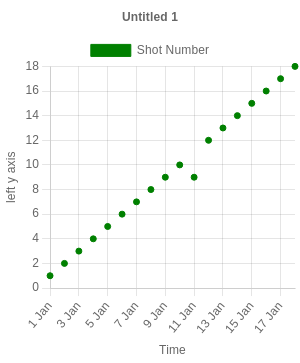 Untitled 1
Shot Number
18
16
14
12
10
8
6
4
2
0
left y axis
1 Jan
3 Jan
5 Jan
7 Jan
9 Jan
11 Jan
13 Jan
15 Jan
17 Jan
Time